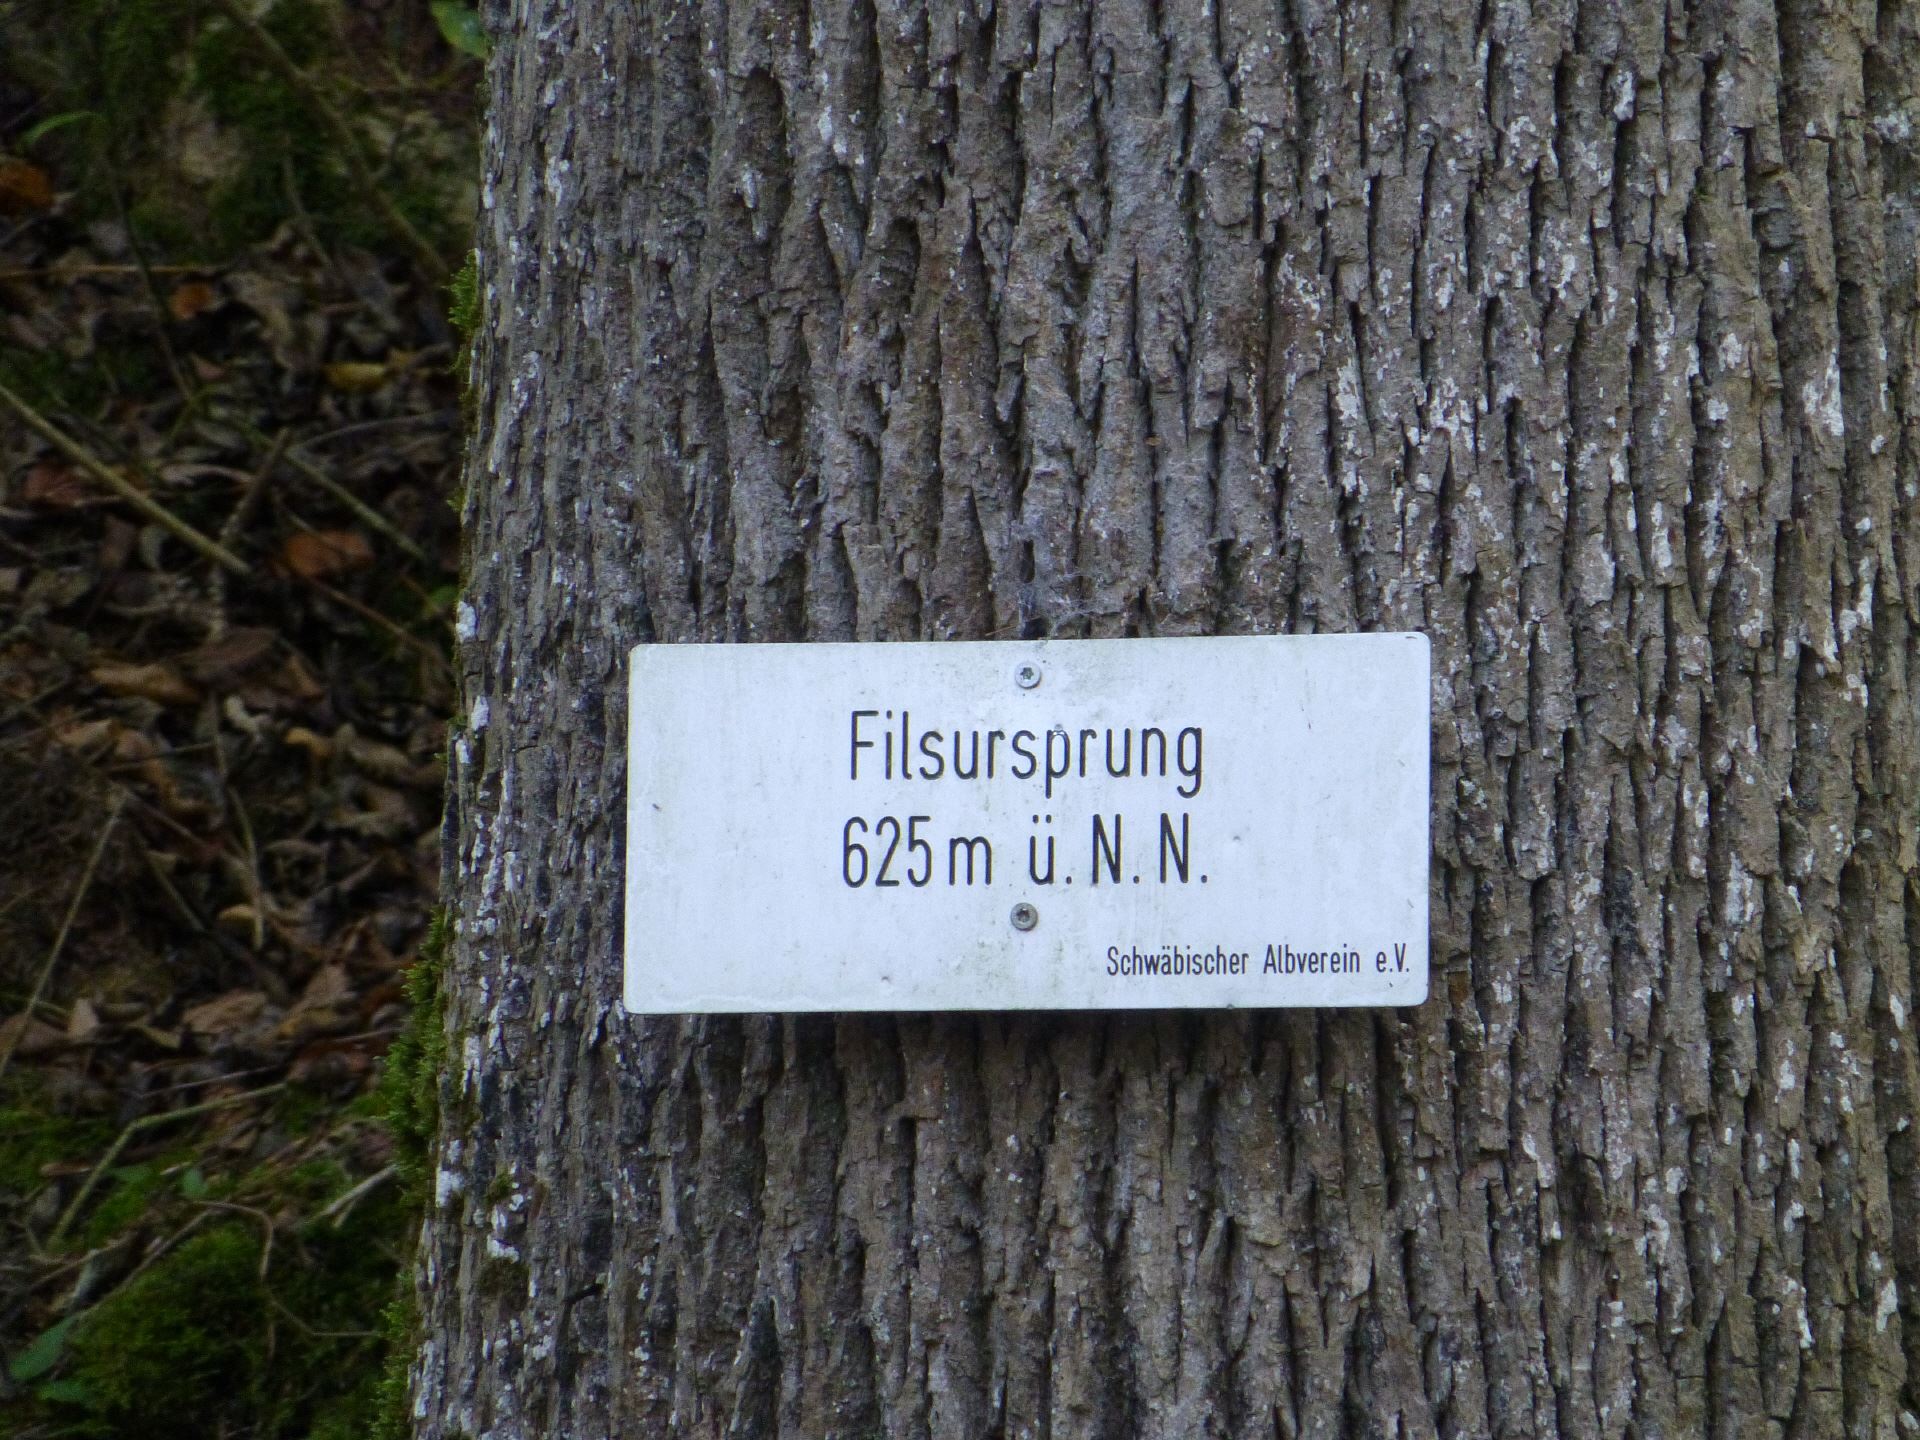 Filsursprung
625m ü. N. N.
Schwäbischer Albverein e.V.